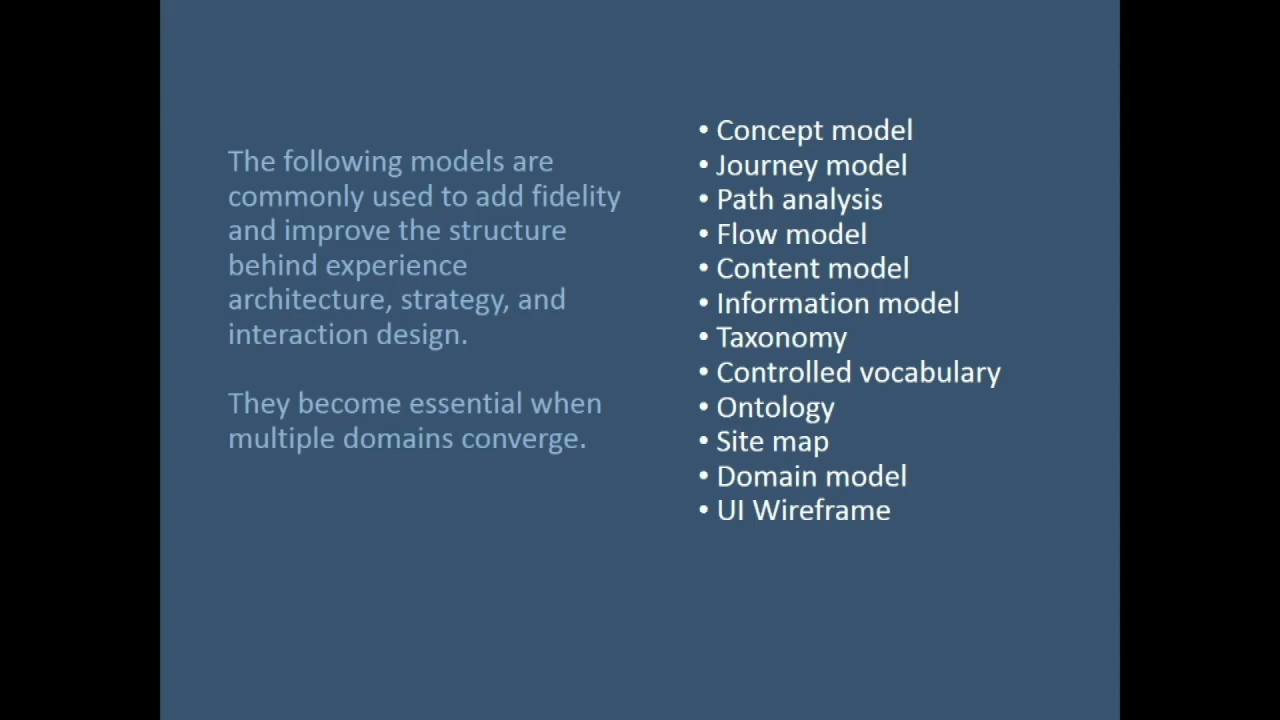 The following models are
commonly used to add fidelity
and improve the structure
behind experience
architecture, strategy, and
interaction design.
They become essential when
multiple domains converge.
• Concept model
• Journey model
• Path analysis
• Flow model
• Content model
• Information model
• Taxonomy
• Controlled vocabulary
• Ontology
• Site map
• Domain model
• UI Wireframe